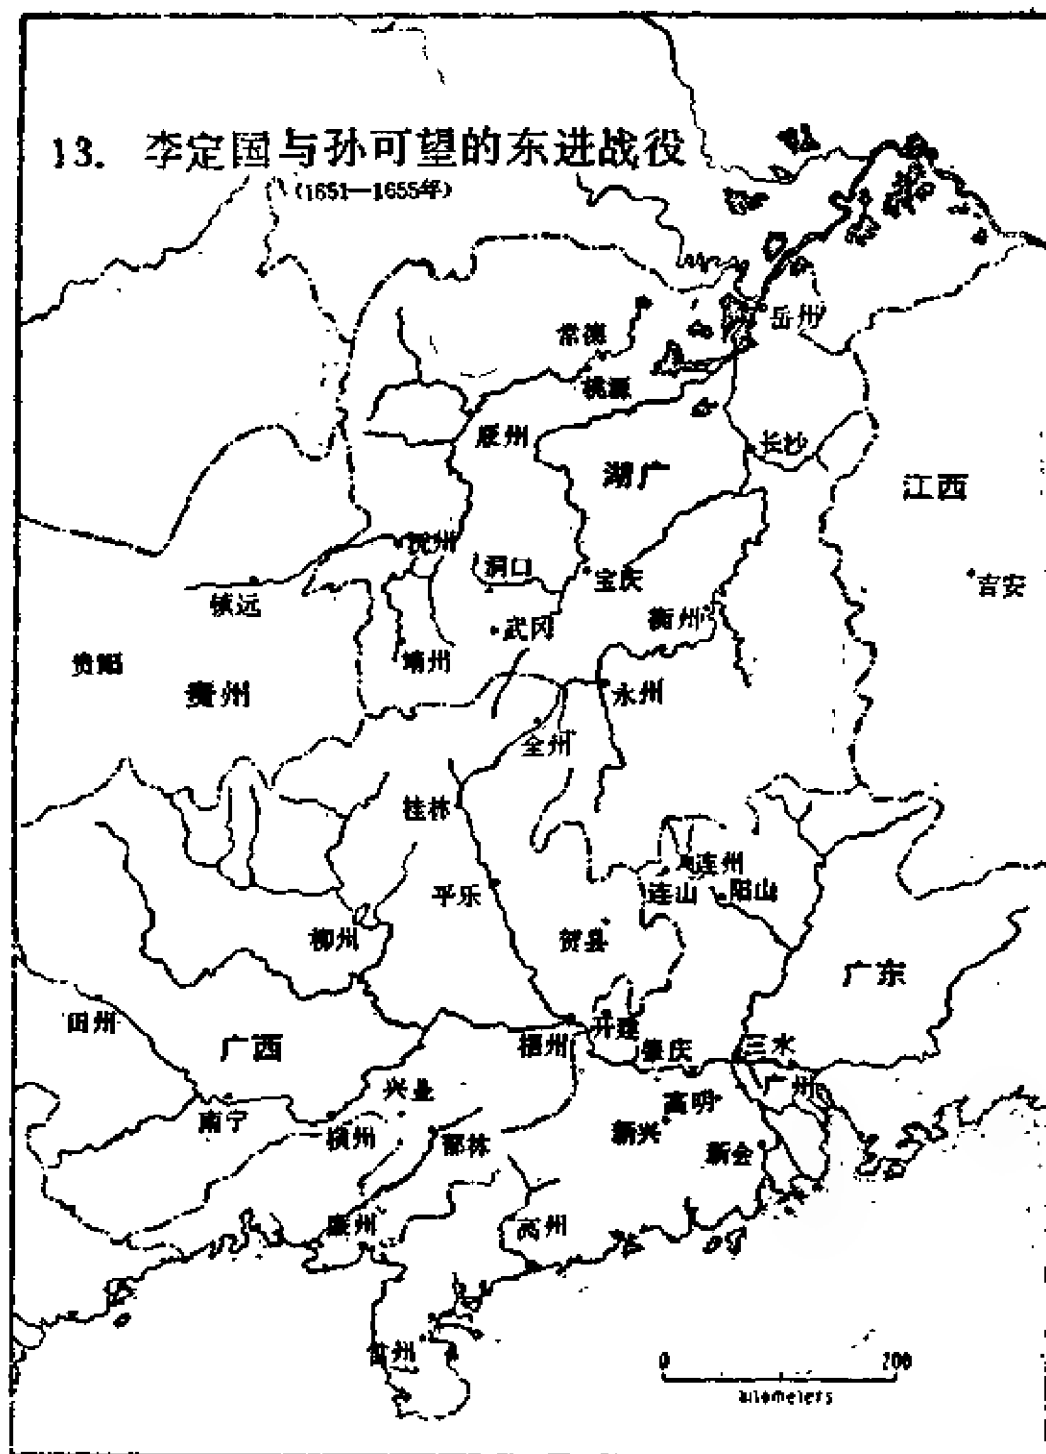 13. 李定国与孙可望的东进战役
(1651—1655年)
岳州
常德
桃源
辰州
长沙
湖广
江西
沅州
洞口
宝庆
吉安
镇远
衡州
武冈
贵阳
靖州
贵州
永州
全州
桂林
连州
平乐
连山
阳山
柳州
贺县
广东
田州
开建
广西
梧州
肇庆
三水
兴业
广州
高明
南宁
新兴
横州
郁林
新会
廉州
高州
雷州
0
200
kilometers